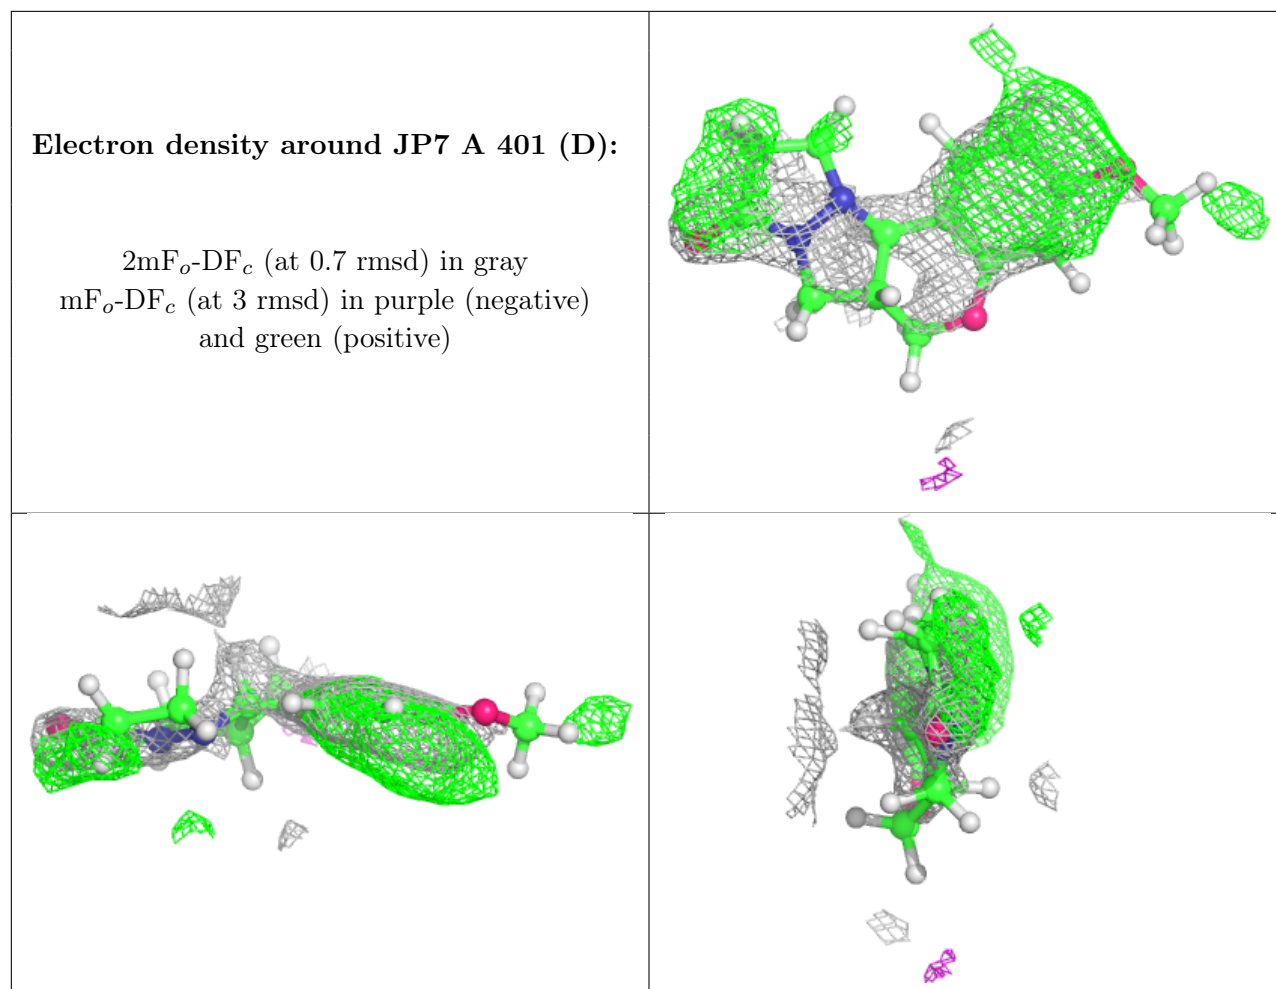 Electron density around JP7 A 401 (D):
2mFo-DFc (at 0.7 rmsd) in gray
mFo-DFc (at 3 rmsd) in purple (negative)
and green (positive)